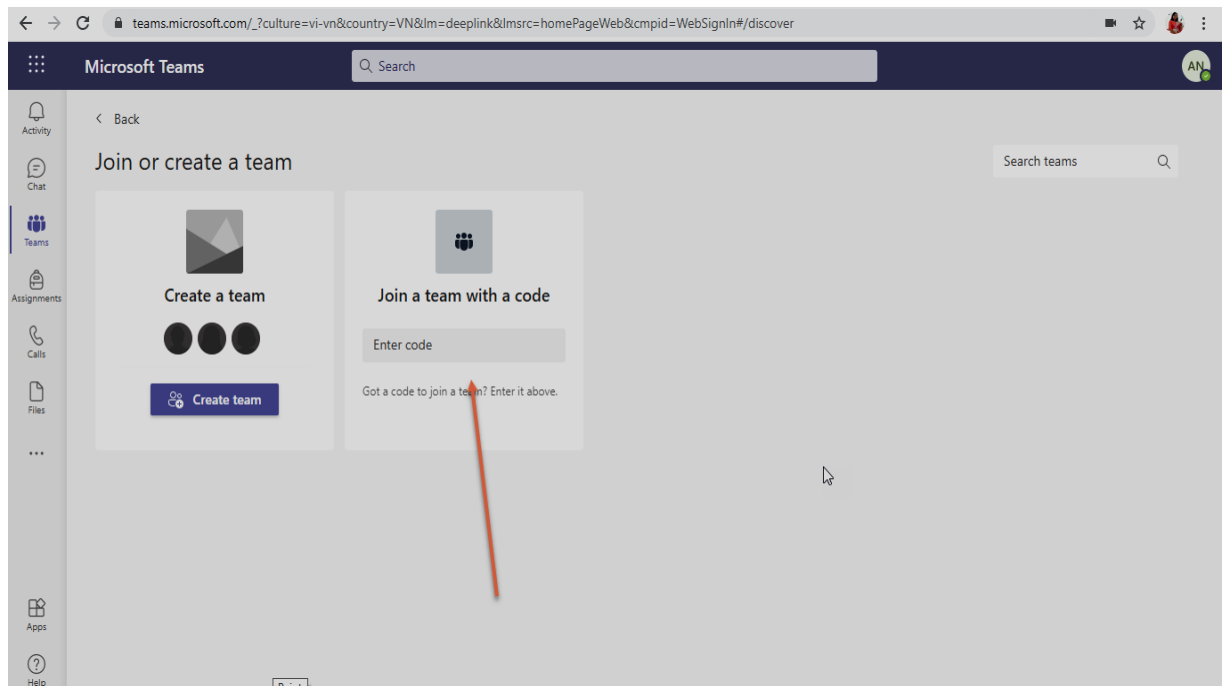 teams.microsoft.com/_?culture=vi-vn&country=VN&lm=deeplink&lmsrc=homePageWeb&cmpid=WebSignIn#/discover
Microsoft Teams
Search
AN
Activity
Chat
Teams
Assignments
Calls
Files
Apps
Help
Back
Join or create a team
Search teams
Create a team
Create team
Join a team with a code
Enter code
Got a code to join a team? Enter it above.